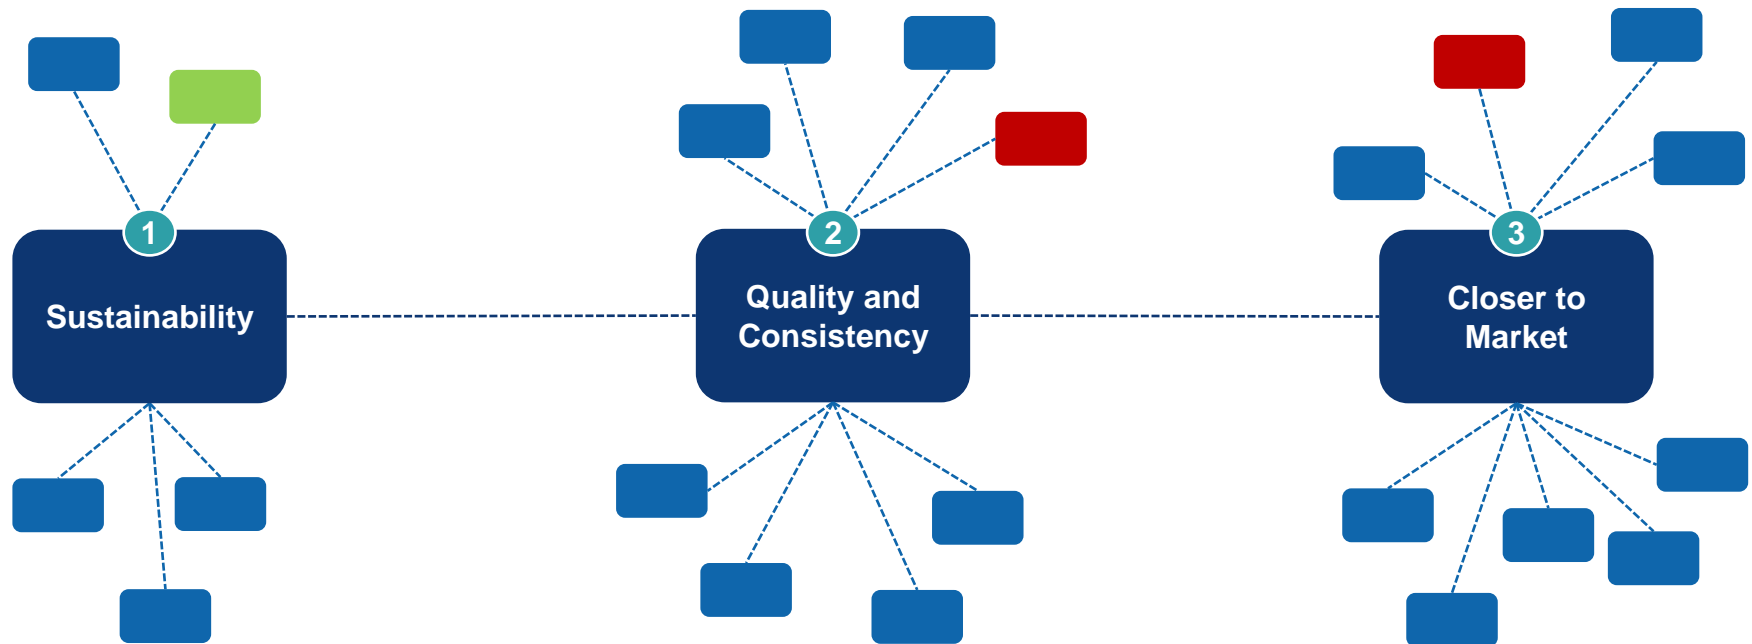 1
Sustainability
2
Quality and
Consistency
3
Closer to
Market